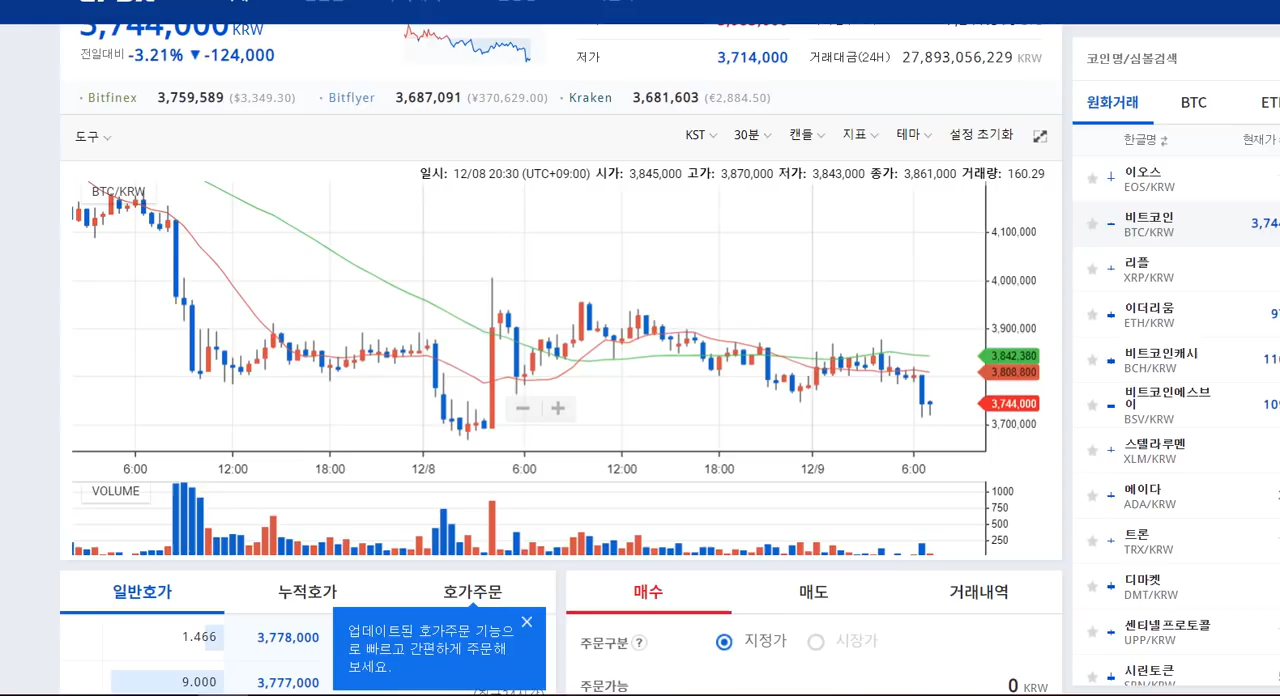 3,744,000 KRW
전일대비 -3.21% ▼ -124,000
저가 3,714,000 거래대금(24H) 27,893,056,229 KRW
· Bitfinex 3,759,589 ($3,349.30) · Bitflyer 3,687,091 (¥370,629.00) · Kraken 3,681,603 (€2,884.50)
도구 KST 30분 캔들 지표 테마 설정 초기화
일시: 12/08 20:30 (UTC+09:00) 시가: 3,845,000 고가: 3,870,000 저가: 3,843,000 종가: 3,861,000 거래량: 160.29
BTC/KRW
4,100,000
4,000,000
3,900,000
3,842,380
3,808,800
3,744,000
3,700,000
6:00 12:00 18:00 12/8 6:00 12:00 18:00 12/9 6:00
VOLUME
1000
750
500
250
일반호가 누적호가 호가주문
1.466 3,778,000
9.000 3,777,000
업데이트된 호가주문 기능으
로 빠르고 간편하게 주문해
보세요.
매수 매도 거래내역
주문구분 ? 지정가 시장가
주문가능 0 KRW
코인명/심볼검색
원화거래 BTC
한글명 현재가
이오스
EOS/KRW
비트코인
BTC/KRW
리플
XRP/KRW
이더리움
ETH/KRW
비트코인캐시
BCH/KRW
비트코인에스브
이
BSV/KRW
스텔라루멘
XLM/KRW
에이다
ADA/KRW
트론
TRX/KRW
디마켓
DMT/KRW
센티넬프로토콜
UPP/KRW
시린토큰
SRN/KRW